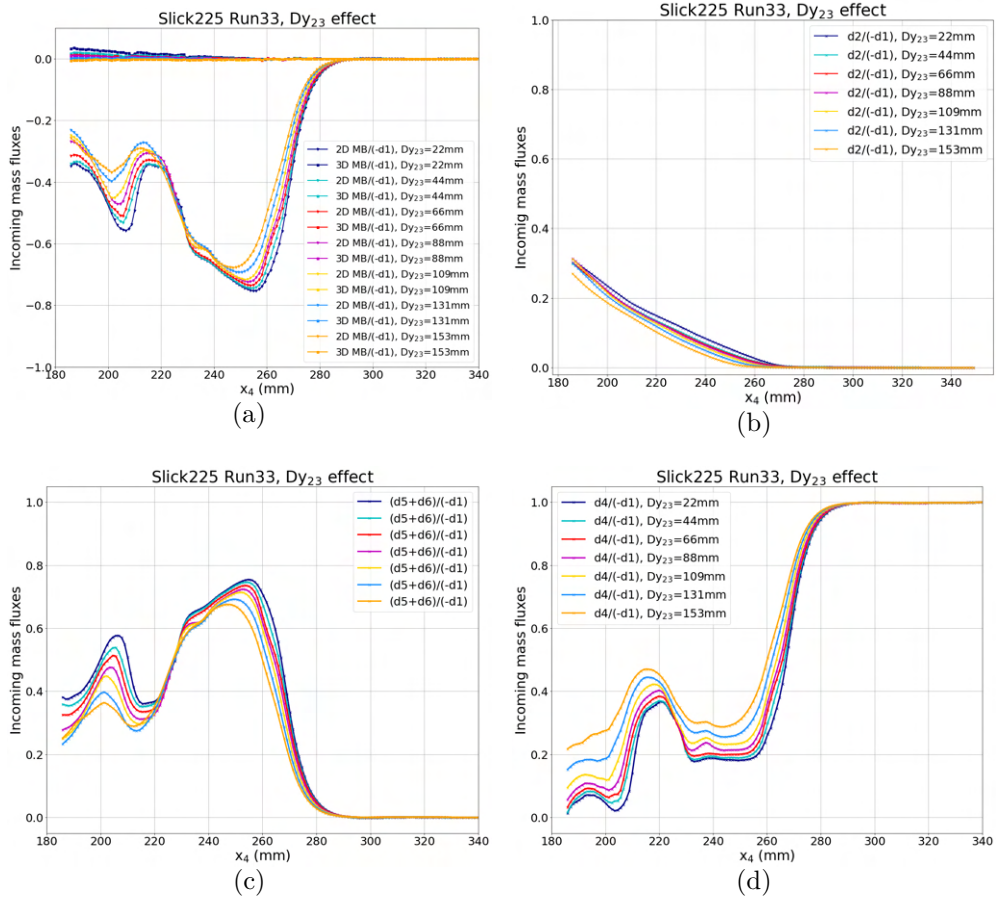 Slick225 Run33, Dy23 effect
Incoming mass fluxes
0.0
−0.2
−0.4
−0.6
−0.8
−1.0
2D MB/(-d1), Dy23=22mm
3D MB/(-d1), Dy23=22mm
2D MB/(-d1), Dy23=44mm
3D MB/(-d1), Dy23=44mm
2D MB/(-d1), Dy23=66mm
3D MB/(-d1), Dy23=66mm
2D MB/(-d1), Dy23=88mm
3D MB/(-d1), Dy23=88mm
2D MB/(-d1), Dy23=109mm
3D MB/(-d1), Dy23=109mm
2D MB/(-d1), Dy23=131mm
3D MB/(-d1), Dy23=131mm
2D MB/(-d1), Dy23=153mm
3D MB/(-d1), Dy23=153mm
180 200 220 240 260 280 300 320 340
x4 (mm)
(a)
Slick225 Run33, Dy23 effect
Incomig mass fluxes
1.0
0.8
0.6
0.4
0.2
0.0
d2/(-d1), Dy23=22mm
d2/(-d1), Dy23=44mm
d2/(-d1), Dy23=66mm
d2/(-d1), Dy23=88mm
d2/(-d1), Dy23=109mm
d2/(-d1), Dy23=131mm
d2/(-d1), Dy23=153mm
180 200 220 240 260 280 300 320 340
x4 (mm)
(b)
Slick225 Run33, Dy23 effect
Incoming mass fluxes
1.0
0.8
0.6
0.4
0.2
0.0
(d5+d6)/(-d1)
(d5+d6)/(-d1)
(d5+d6)/(-d1)
(d5+d6)/(-d1)
(d5+d6)/(-d1)
(d5+d6)/(-d1)
(d5+d6)/(-d1)
180 200 220 240 260 280 300 320 340
x4 (mm)
(c)
Slick225 Run33, Dy23 effect
Incoming mass fluxes
1.0
0.8
0.6
0.4
0.2
0.0
d4/(-d1), Dy23=22mm
d4/(-d1), Dy23=44mm
d4/(-d1), Dy23=66mm
d4/(-d1), Dy23=88mm
d4/(-d1), Dy23=109mm
d4/(-d1), Dy23=131mm
d4/(-d1), Dy23=153mm
180 200 220 240 260 280 300 320 340
x4 (mm)
(d)